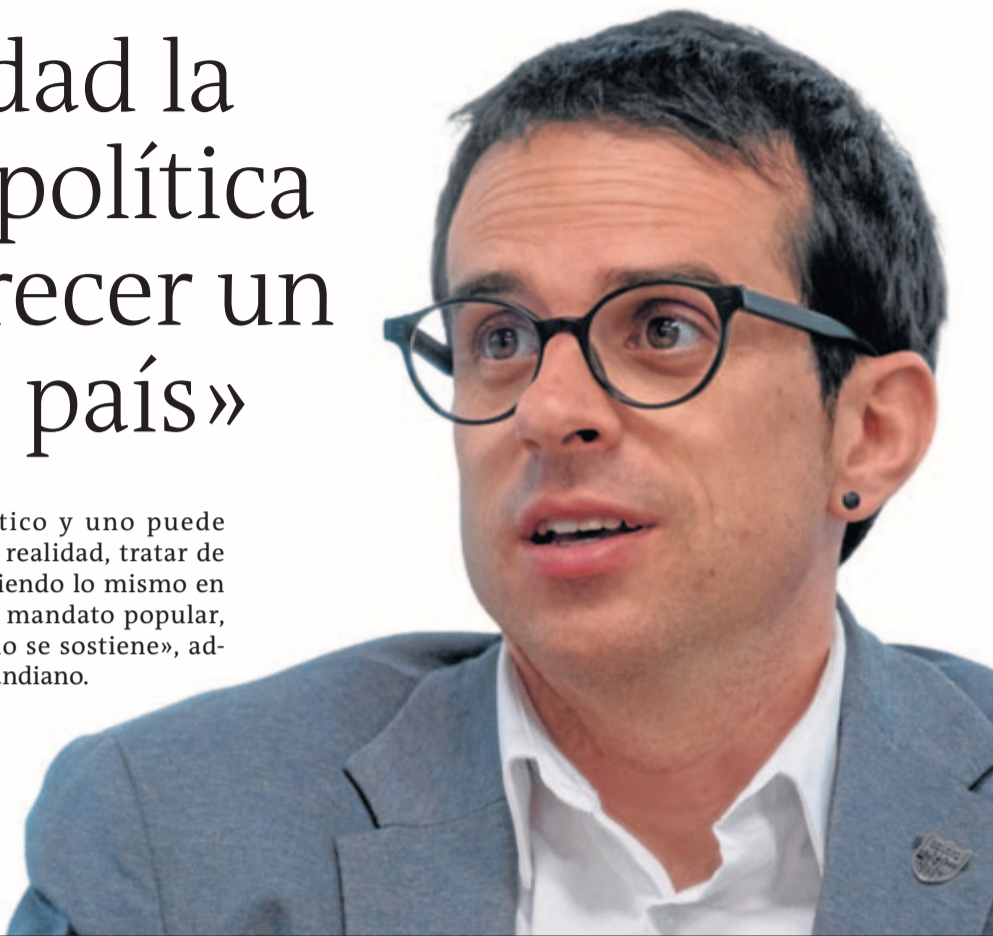 dad la
política
recer un
país»
tico y uno puede
realidad, tratar de
iendo lo mismo en
mandato popular,
o se sostiene», ad-
ndiano.